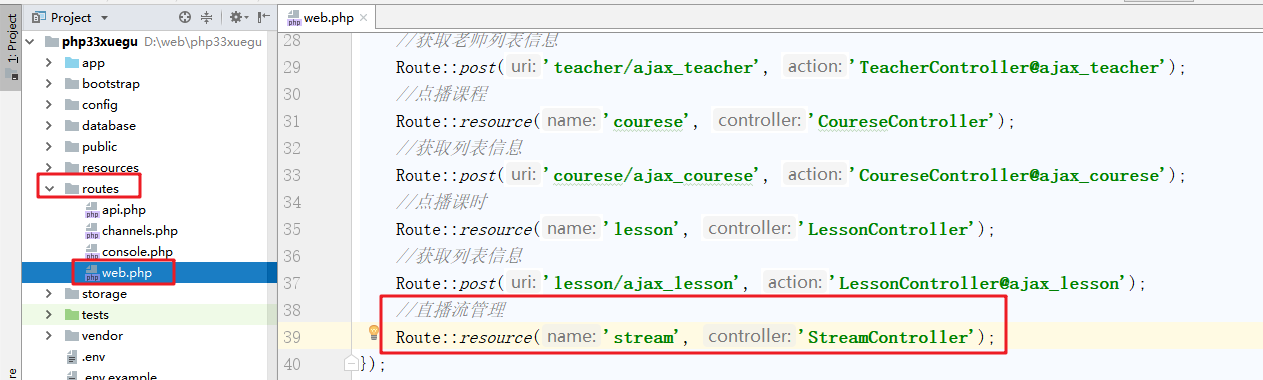 Project
1: Project
web.php
php33xuegu D:\web\php33xuegu
app
bootstrap
config
database
public
resources
routes
api.php
channels.php
console.php
web.php
storage
tests
vendor
.env
.env.example
28 //获取老师列表信息
29 Route::post( uri: 'teacher/ajax_teacher', action: 'TeacherController@ajax_teacher');
30 //点播课程
31 Route::resource( name: 'courese', controller: 'CoureseController');
32 //获取列表信息
33 Route::post( uri: 'courese/ajax_courese', action: 'CoureseController@ajax_courese');
34 //点播课时
35 Route::resource( name: 'lesson', controller: 'LessonController');
36 //获取列表信息
37 Route::post( uri: 'lesson/ajax_lesson', action: 'LessonController@ajax_lesson');
38 //直播流管理
39 Route::resource( name: 'stream', controller: 'StreamController');
40 });